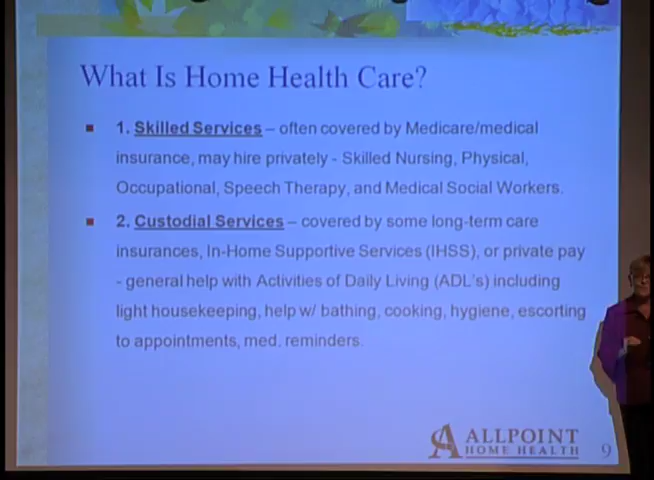 What Is Home Health Care?
1. Skilled Services – often covered by Medicare/medical
insurance, may hire privately - Skilled Nursing, Physical,
Occupational, Speech Therapy, and Medical Social Workers.
2. Custodial Services – covered by some long-term care
insurances, In-Home Supportive Services (IHSS), or private pay
- general help with Activities of Daily Living (ADL's) including
light housekeeping, help w/ bathing, cooking, hygiene, escorting
to appointments, med. reminders.
ALLPOINT
HOME HEALTH
9